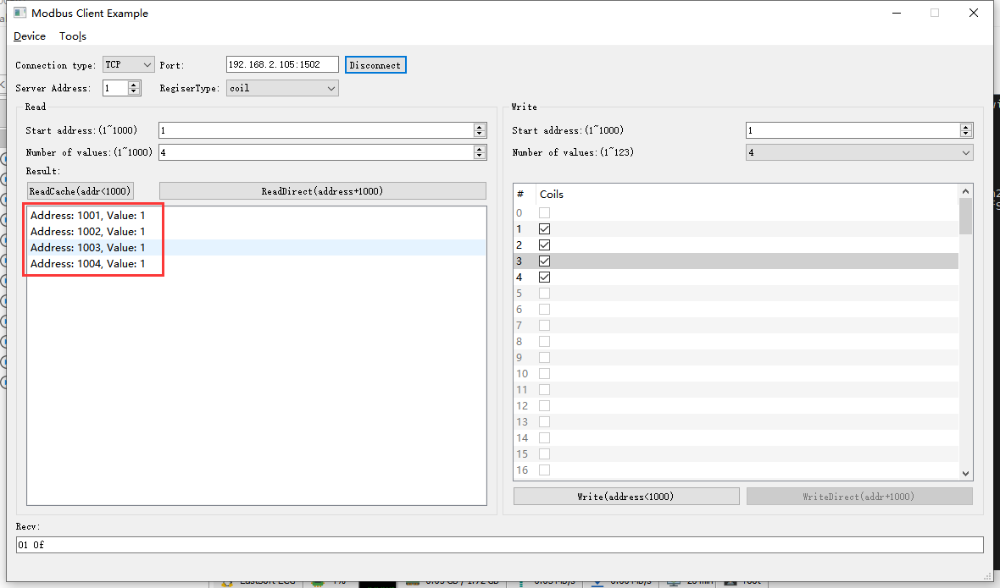 Modbus Client Example
Device Tools
Connection type: TCP Port: 192.168.2.105:1502 Disconnect
Server Address: 1 RegiserType: coil
Read
Start address:(1~1000) 1
Number of values:(1~1000) 4
Result:
ReadCache(addr<1000) ReadDirect(address+1000)
Address: 1001, Value: 1
Address: 1002, Value: 1
Address: 1003, Value: 1
Address: 1004, Value: 1
Write
Start address:(1~1000) 1
Number of values:(1~123) 4
# Coils
0
1
2
3
4
5
6
7
8
9
10
11
12
13
14
15
16
Write(address<1000) WriteDirect(addr+1000)
Recv:
01 0f